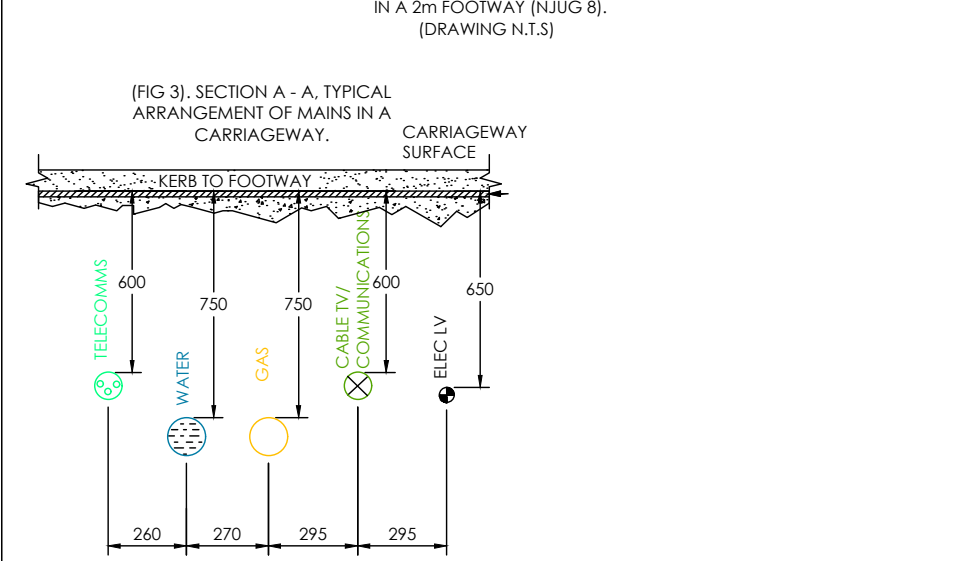 IN A 2m FOOTWAY (NJUG 8).
(DRAWING N.T.S)
(FIG 3). SECTION A - A, TYPICAL
ARRANGEMENT OF MAINS IN A
CARRIAGEWAY.
CARRIAGEWAY
SURFACE
KERB TO FOOTWAY
TELECOMMS
600
WATER
750
GAS
750
CABLE TV/
COMMUNICATIONS
600
ELEC LV
650
260
270
295
295